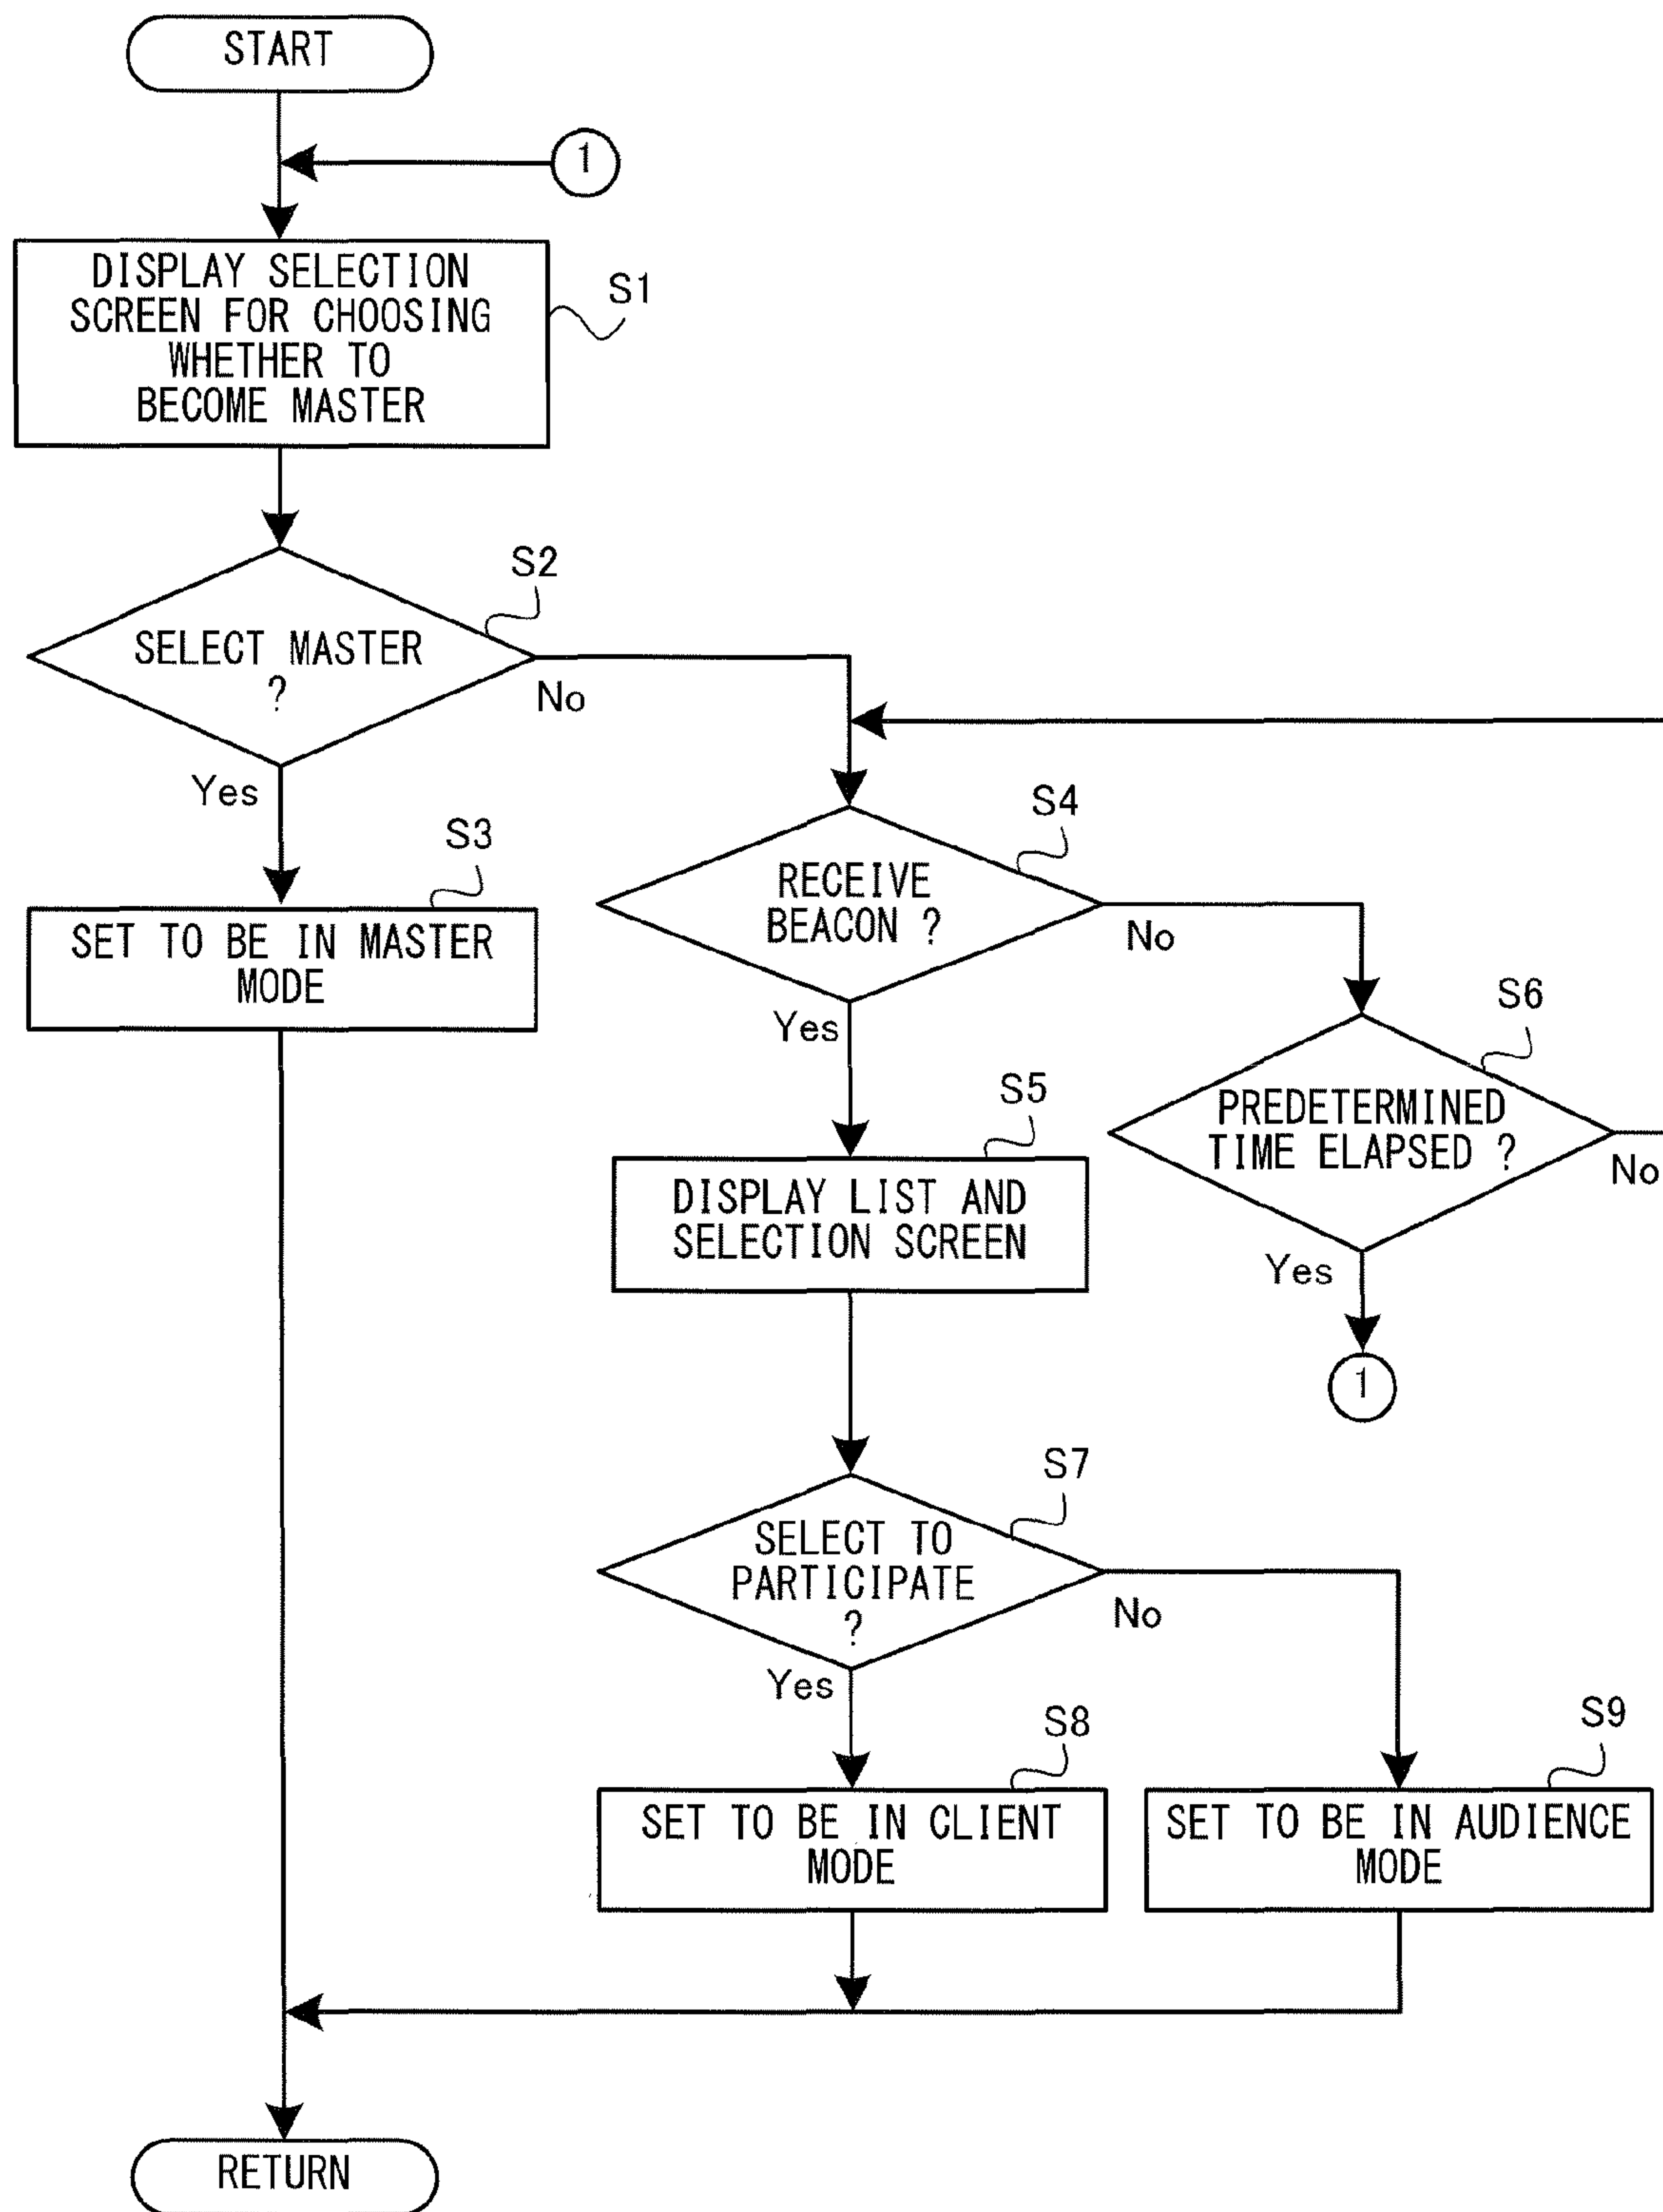 START
1
DISPLAY SELECTION
SCREEN FOR CHOOSING
WHETHER TO
BECOME MASTER
S1
S2
SELECT MASTER
?
No
Yes
S3
SET TO BE IN MASTER
MODE
S4
RECEIVE
BEACON ?
No
Yes
S6
PREDETERMINED
TIME ELAPSED ?
No
Yes
1
S5
DISPLAY LIST AND
SELECTION SCREEN
S7
SELECT TO
PARTICIPATE
?
No
Yes
S8
SET TO BE IN CLIENT
MODE
S9
SET TO BE IN AUDIENCE
MODE
RETURN